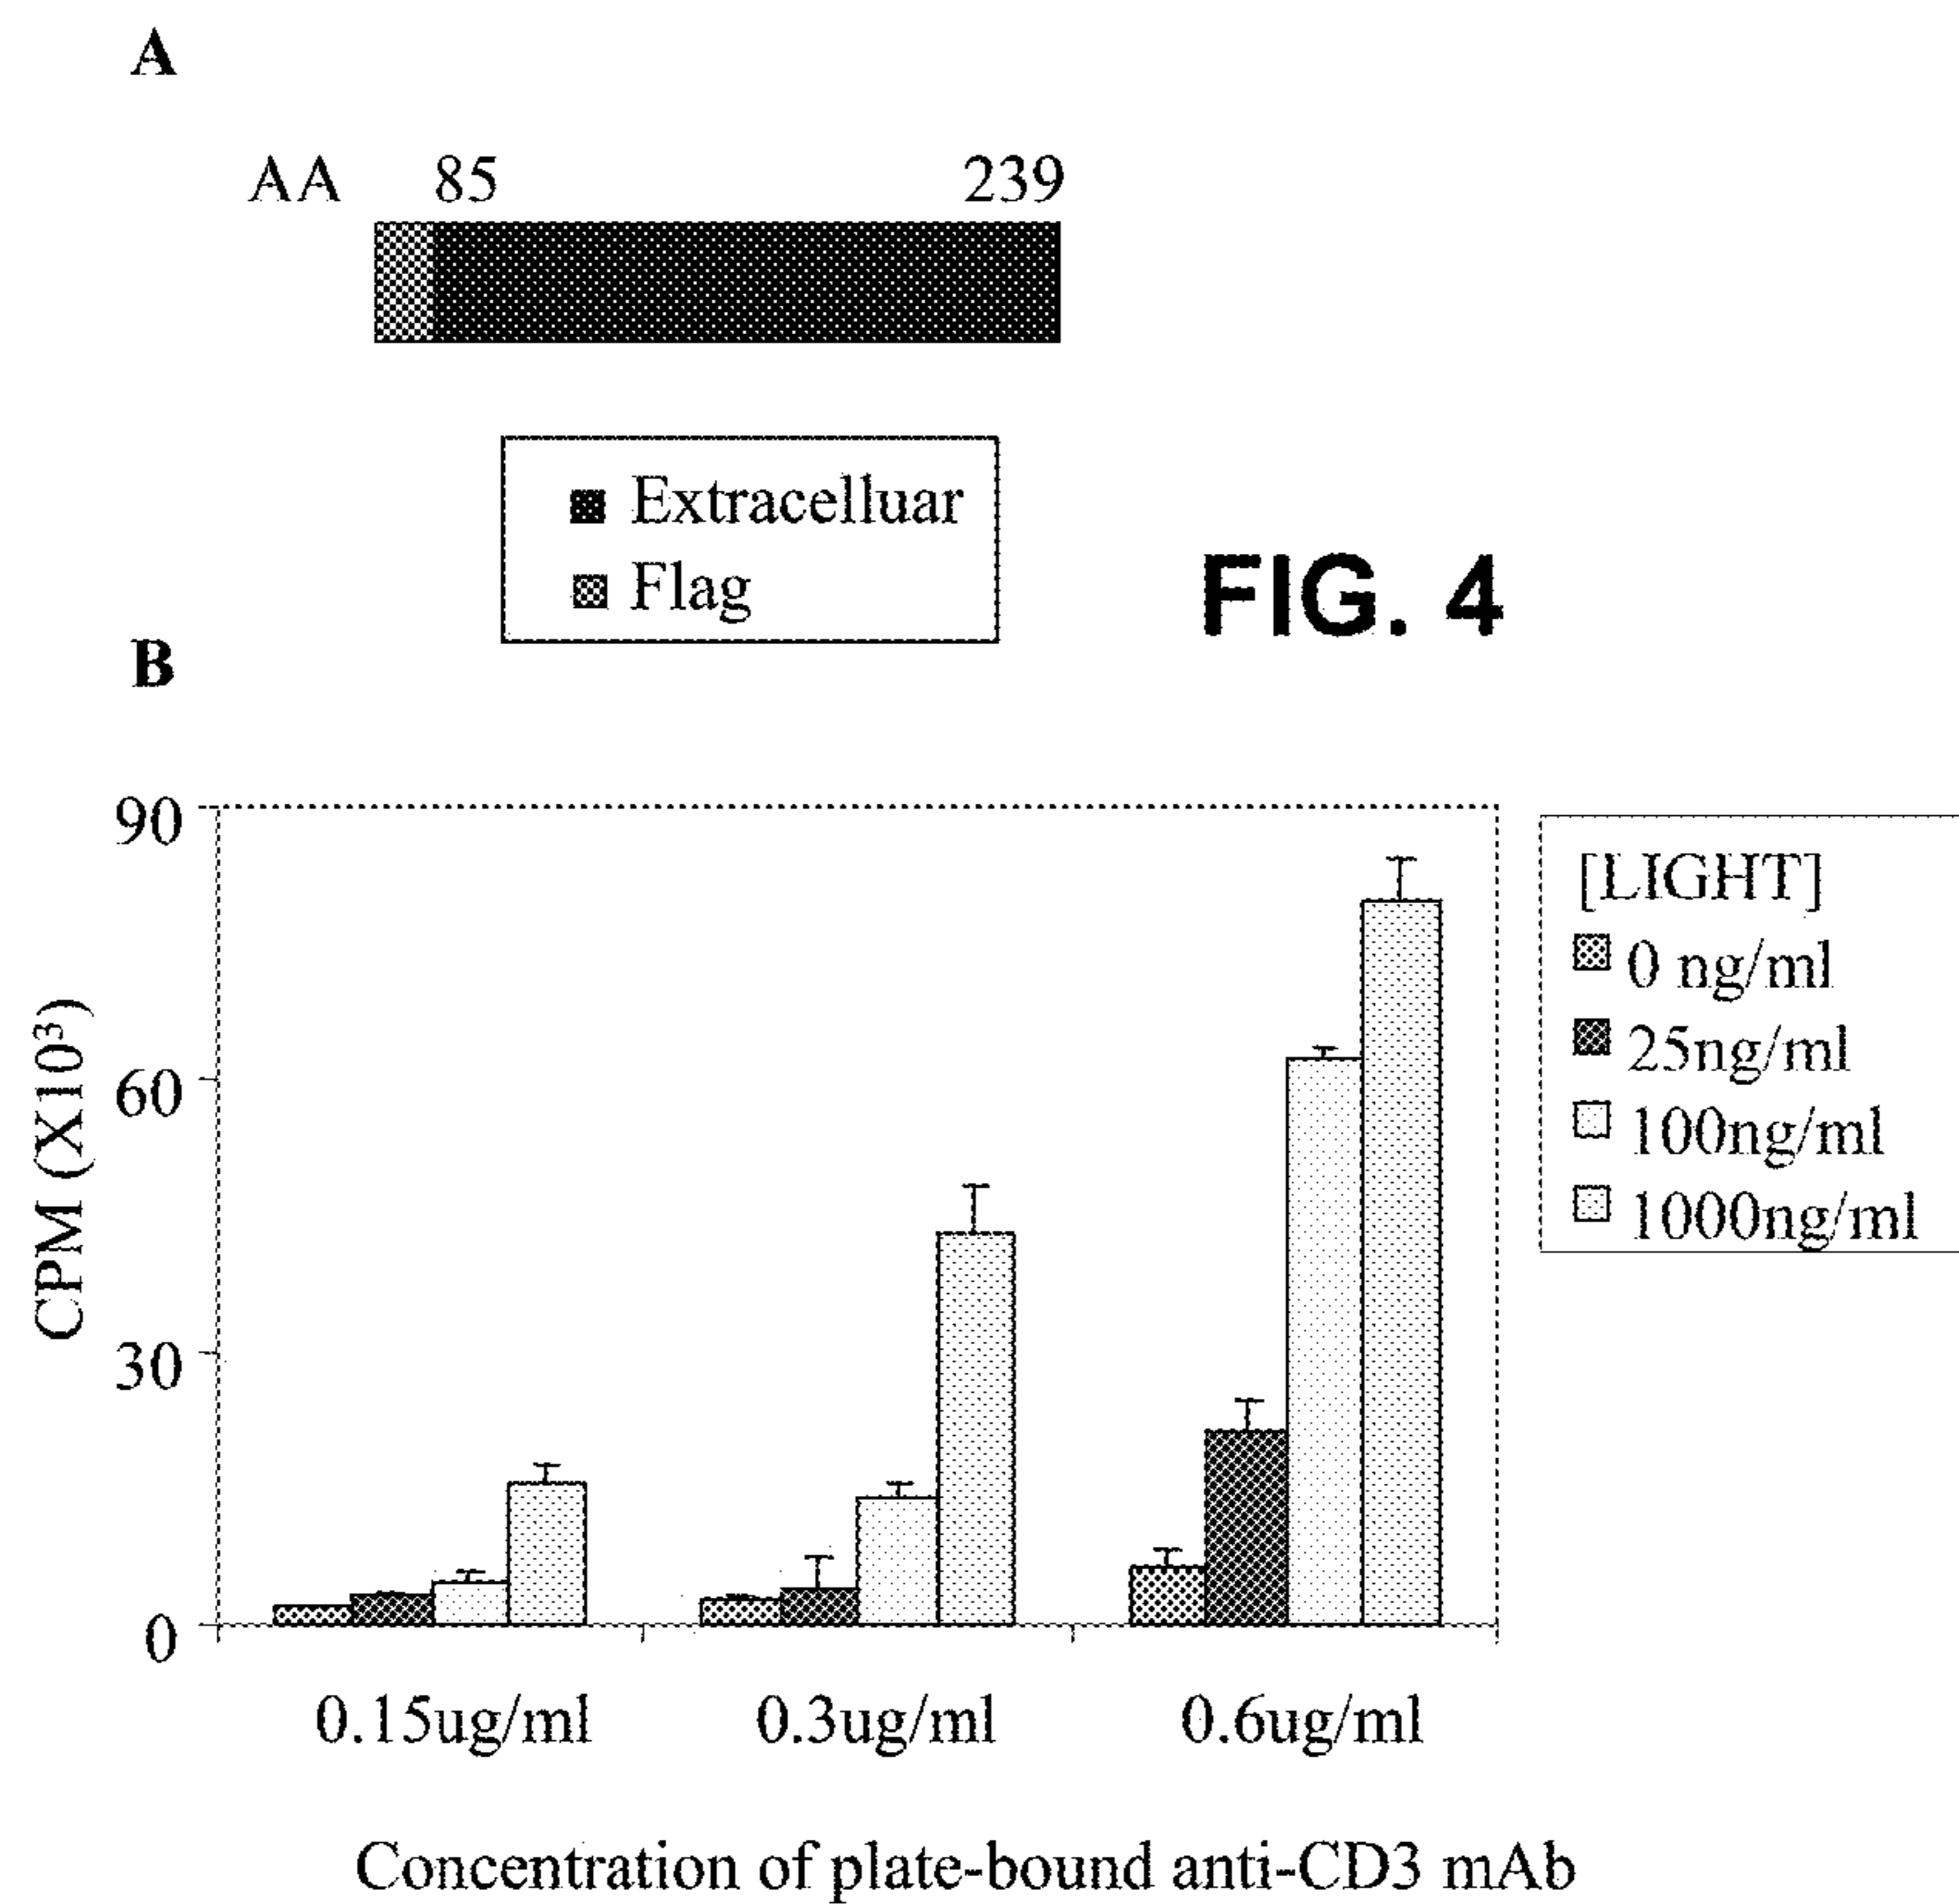 A
AA 85 239
Extracelluar
Flag
FIG. 4
B
90
60
30
0
CPM (X10³)
[LIGHT]
0 ng/ml
25ng/ml
100ng/ml
1000ng/ml
0.15ug/ml 0.3ug/ml 0.6ug/ml
Concentration of plate-bound anti-CD3 mAb